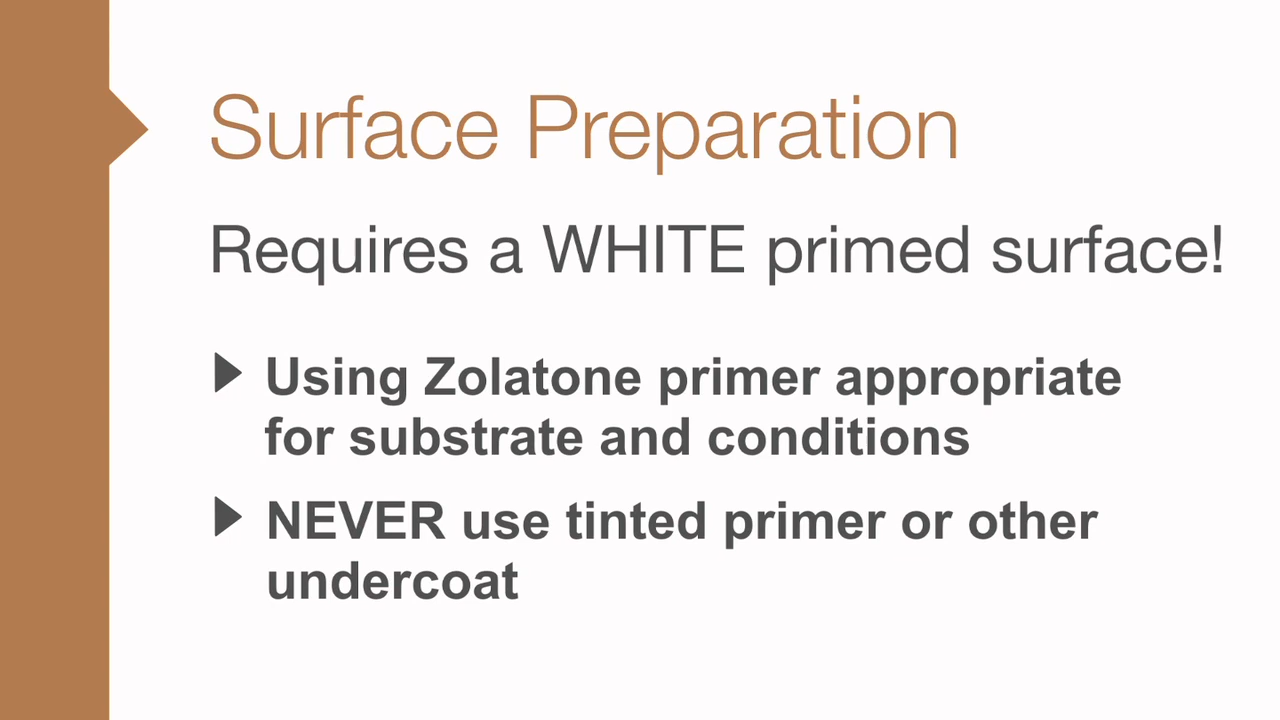 Surface Preparation
Requires a WHITE primed surface!
Using Zolatone primer appropriate
for substrate and conditions
NEVER use tinted primer or other
undercoat